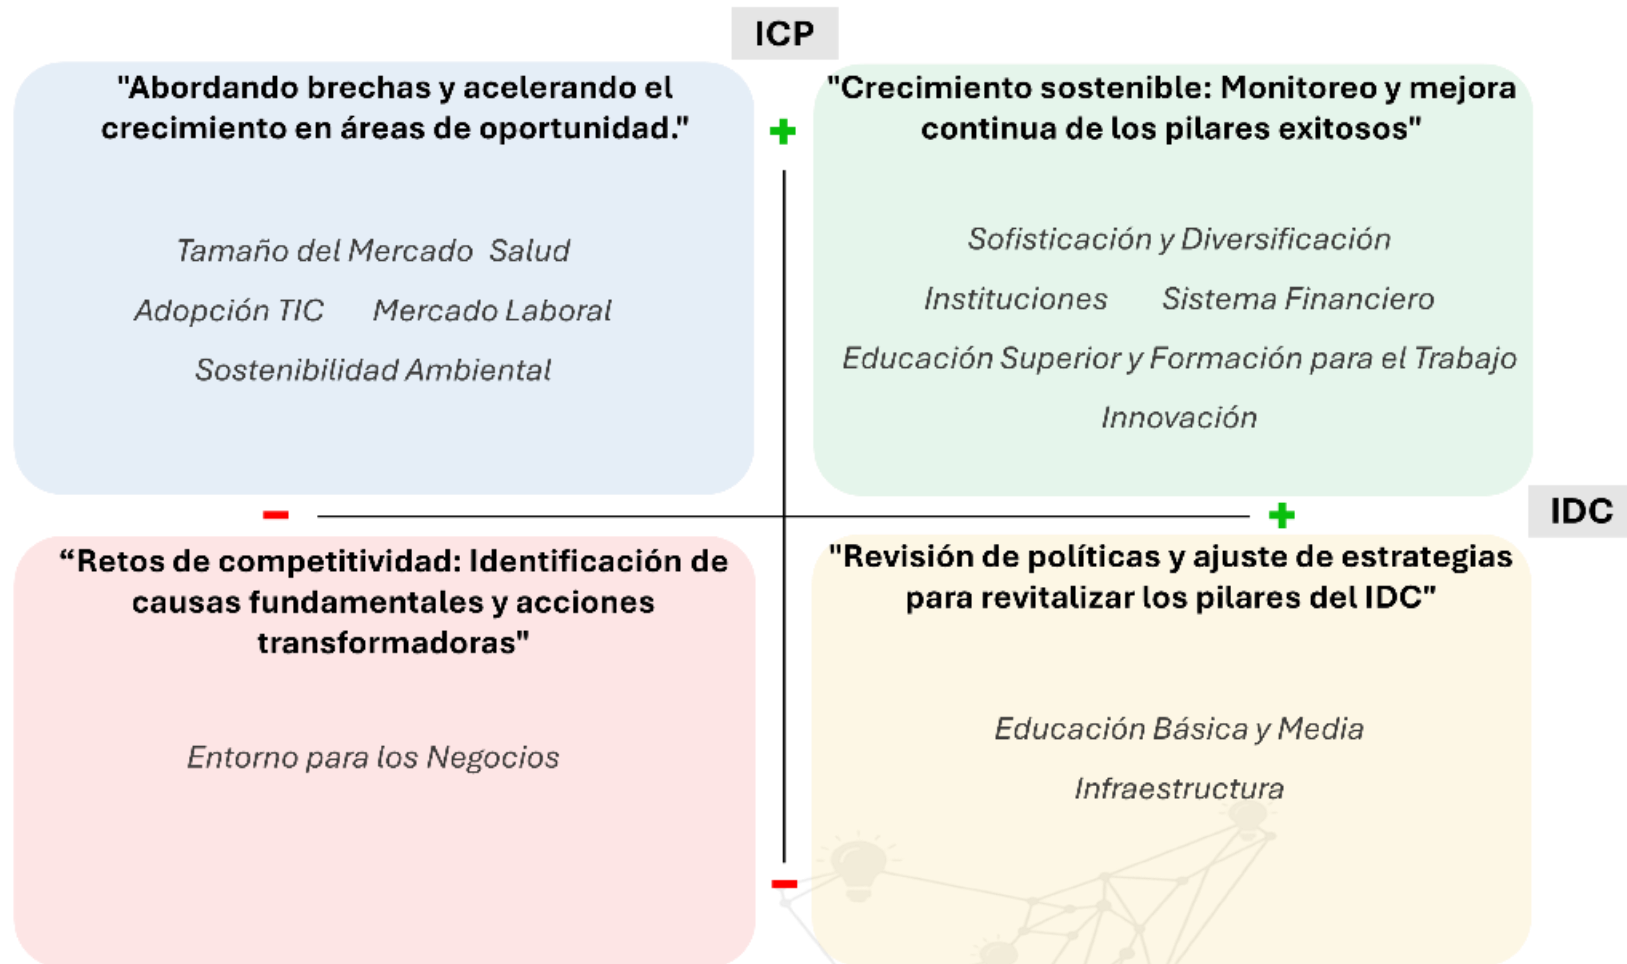 ICP
"Abordando brechas y acelerando el
crecimiento en áreas de oportunidad."
+
Tamaño del Mercado Salud
Adopción TIC Mercado Laboral
Sostenibilidad Ambiental
"Crecimiento sostenible: Monitoreo y mejora
continua de los pilares exitosos"
Sofisticación y Diversificación
Instituciones Sistema Financiero
Educación Superior y Formación para el Trabajo
Innovación
-
+
IDC
“Retos de competitividad: Identificación de
causas fundamentales y acciones
transformadoras"
Entorno para los Negocios
"Revisión de políticas y ajuste de estrategias
para revitalizar los pilares del IDC"
Educación Básica y Media
Infraestructura
-